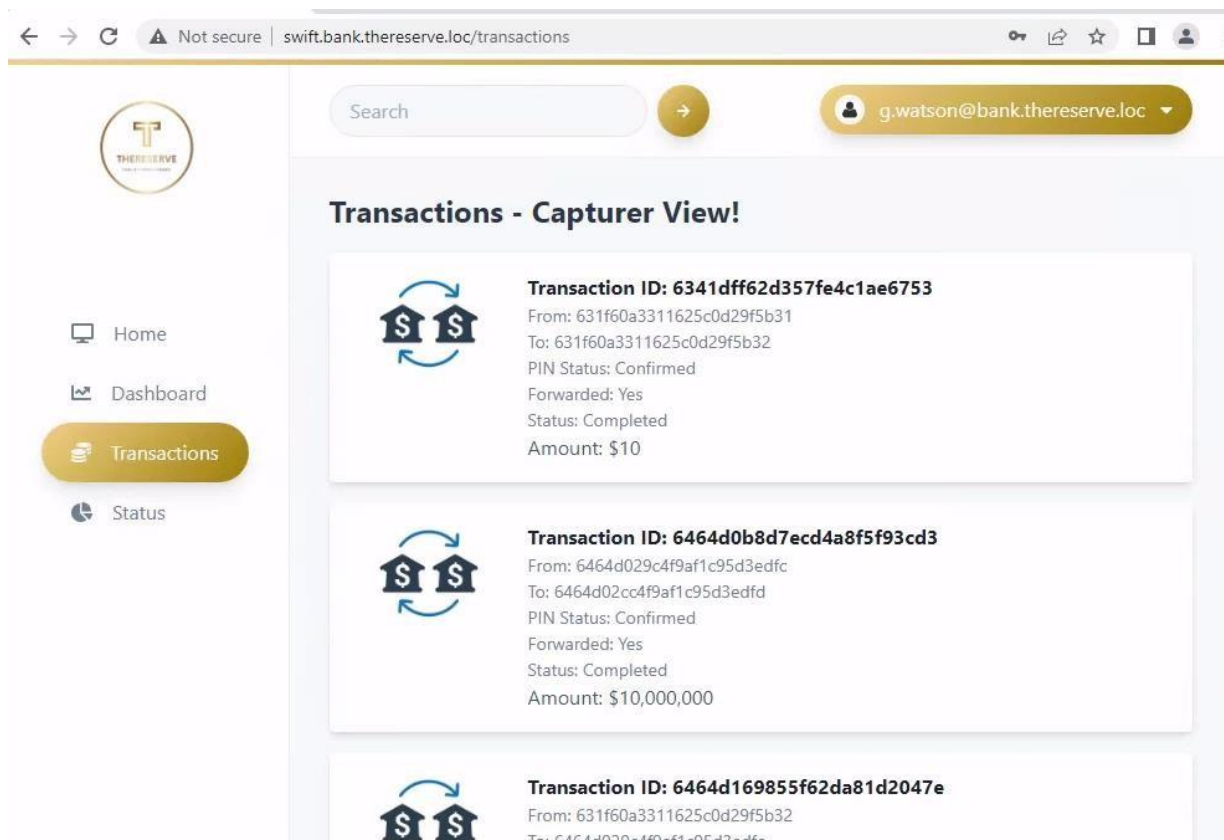 Not secure | swift.bank.thereserve.loc/transactions
THERESERVE
Search
g.watson@bank.thereserve.loc
Transactions - Capturer View!
Home
Dashboard
Transactions
Status
Transaction ID: 6341dff62d357fe4c1ae6753
From: 631f60a3311625c0d29f5b31
To: 631f60a3311625c0d29f5b32
PIN Status: Confirmed
Forwarded: Yes
Status: Completed
Amount: $10
Transaction ID: 6464d0b8d7ecd4a8f5f93cd3
From: 6464d029c4f9af1c95d3edfc
To: 6464d02cc4f9af1c95d3edfd
PIN Status: Confirmed
Forwarded: Yes
Status: Completed
Amount: $10,000,000
Transaction ID: 6464d169855f62da81d2047e
From: 631f60a3311625c0d29f5b32